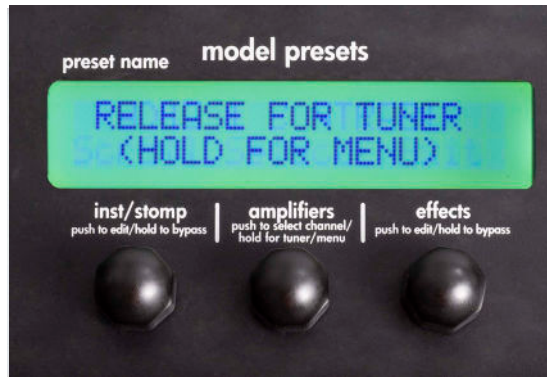 model presets
preset name
RELEASE FOR TUNER
(HOLD FOR MENU)
inst/stomp
push to edit/hold to bypass
amplifiers
push to select channel/
hold for tuner/menu
effects
push to edit/hold to bypass